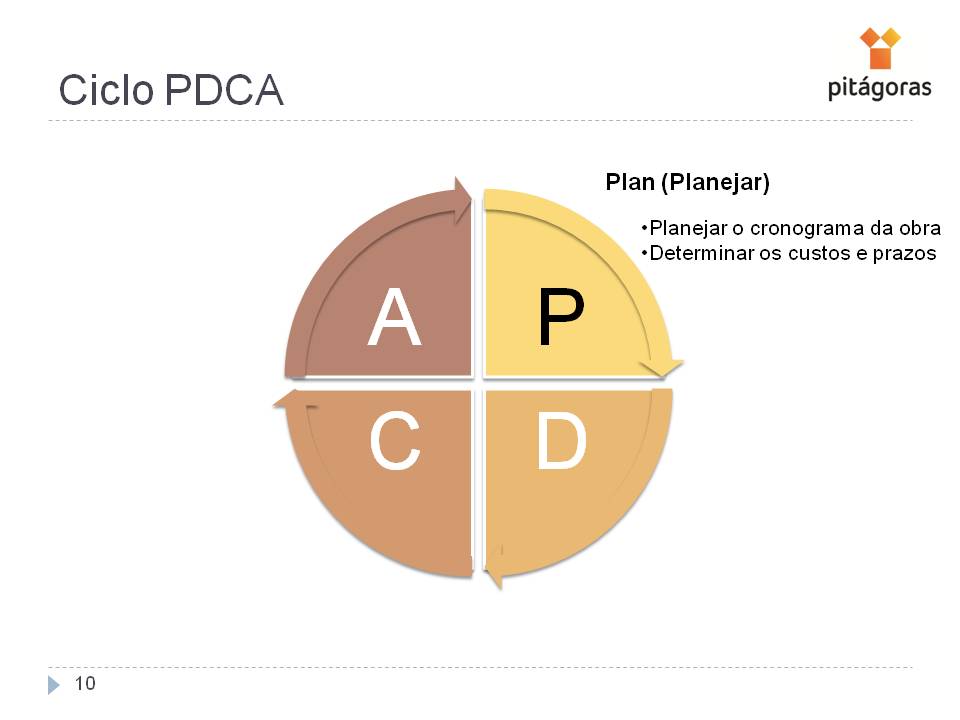 Ciclo PDCA
pitágoras
Plan (Planejar)
•Planejar o cronograma da obra
•Determinar os custos e prazos
A
P
C
D
10